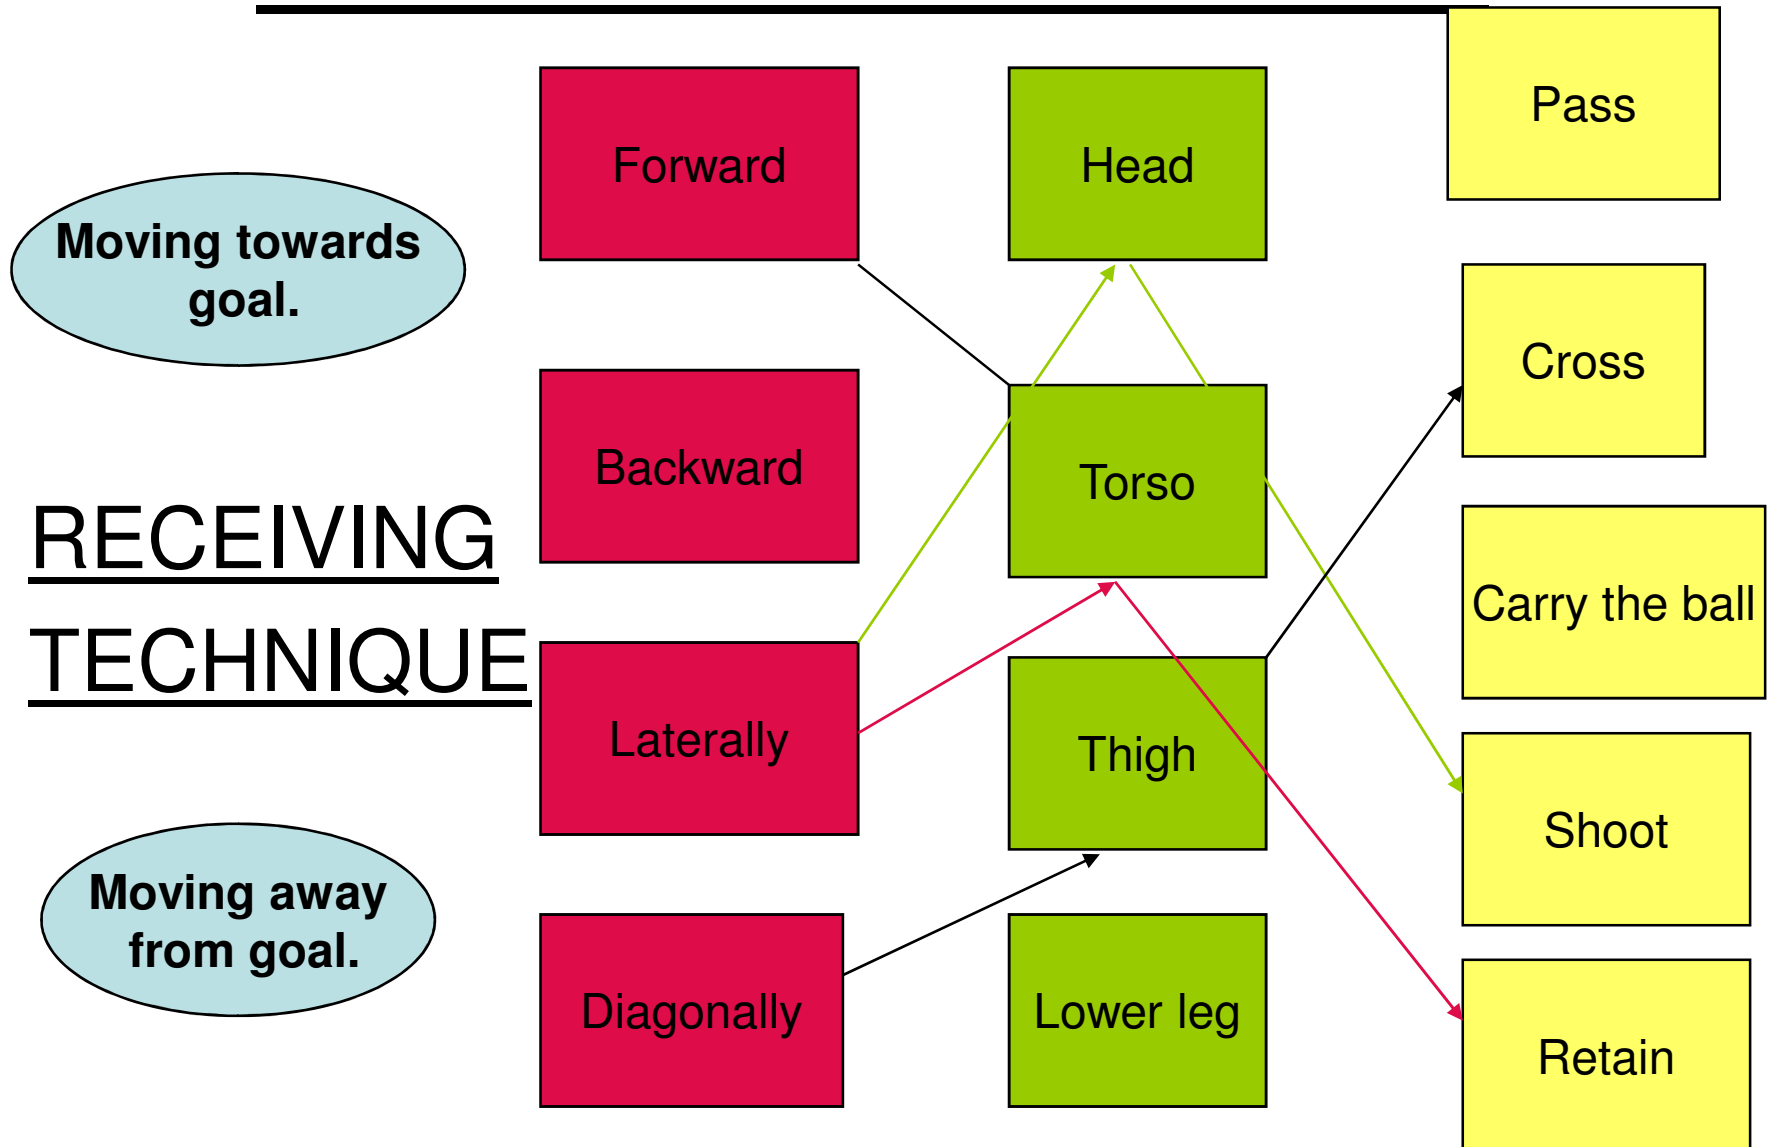 Moving towards
goal.
RECEIVING
TECHNIQUE
Moving away
from goal.
Forward
Backward
Laterally
Diagonally
Head
Torso
Thigh
Lower leg
Pass
Cross
Carry the ball
Shoot
Retain